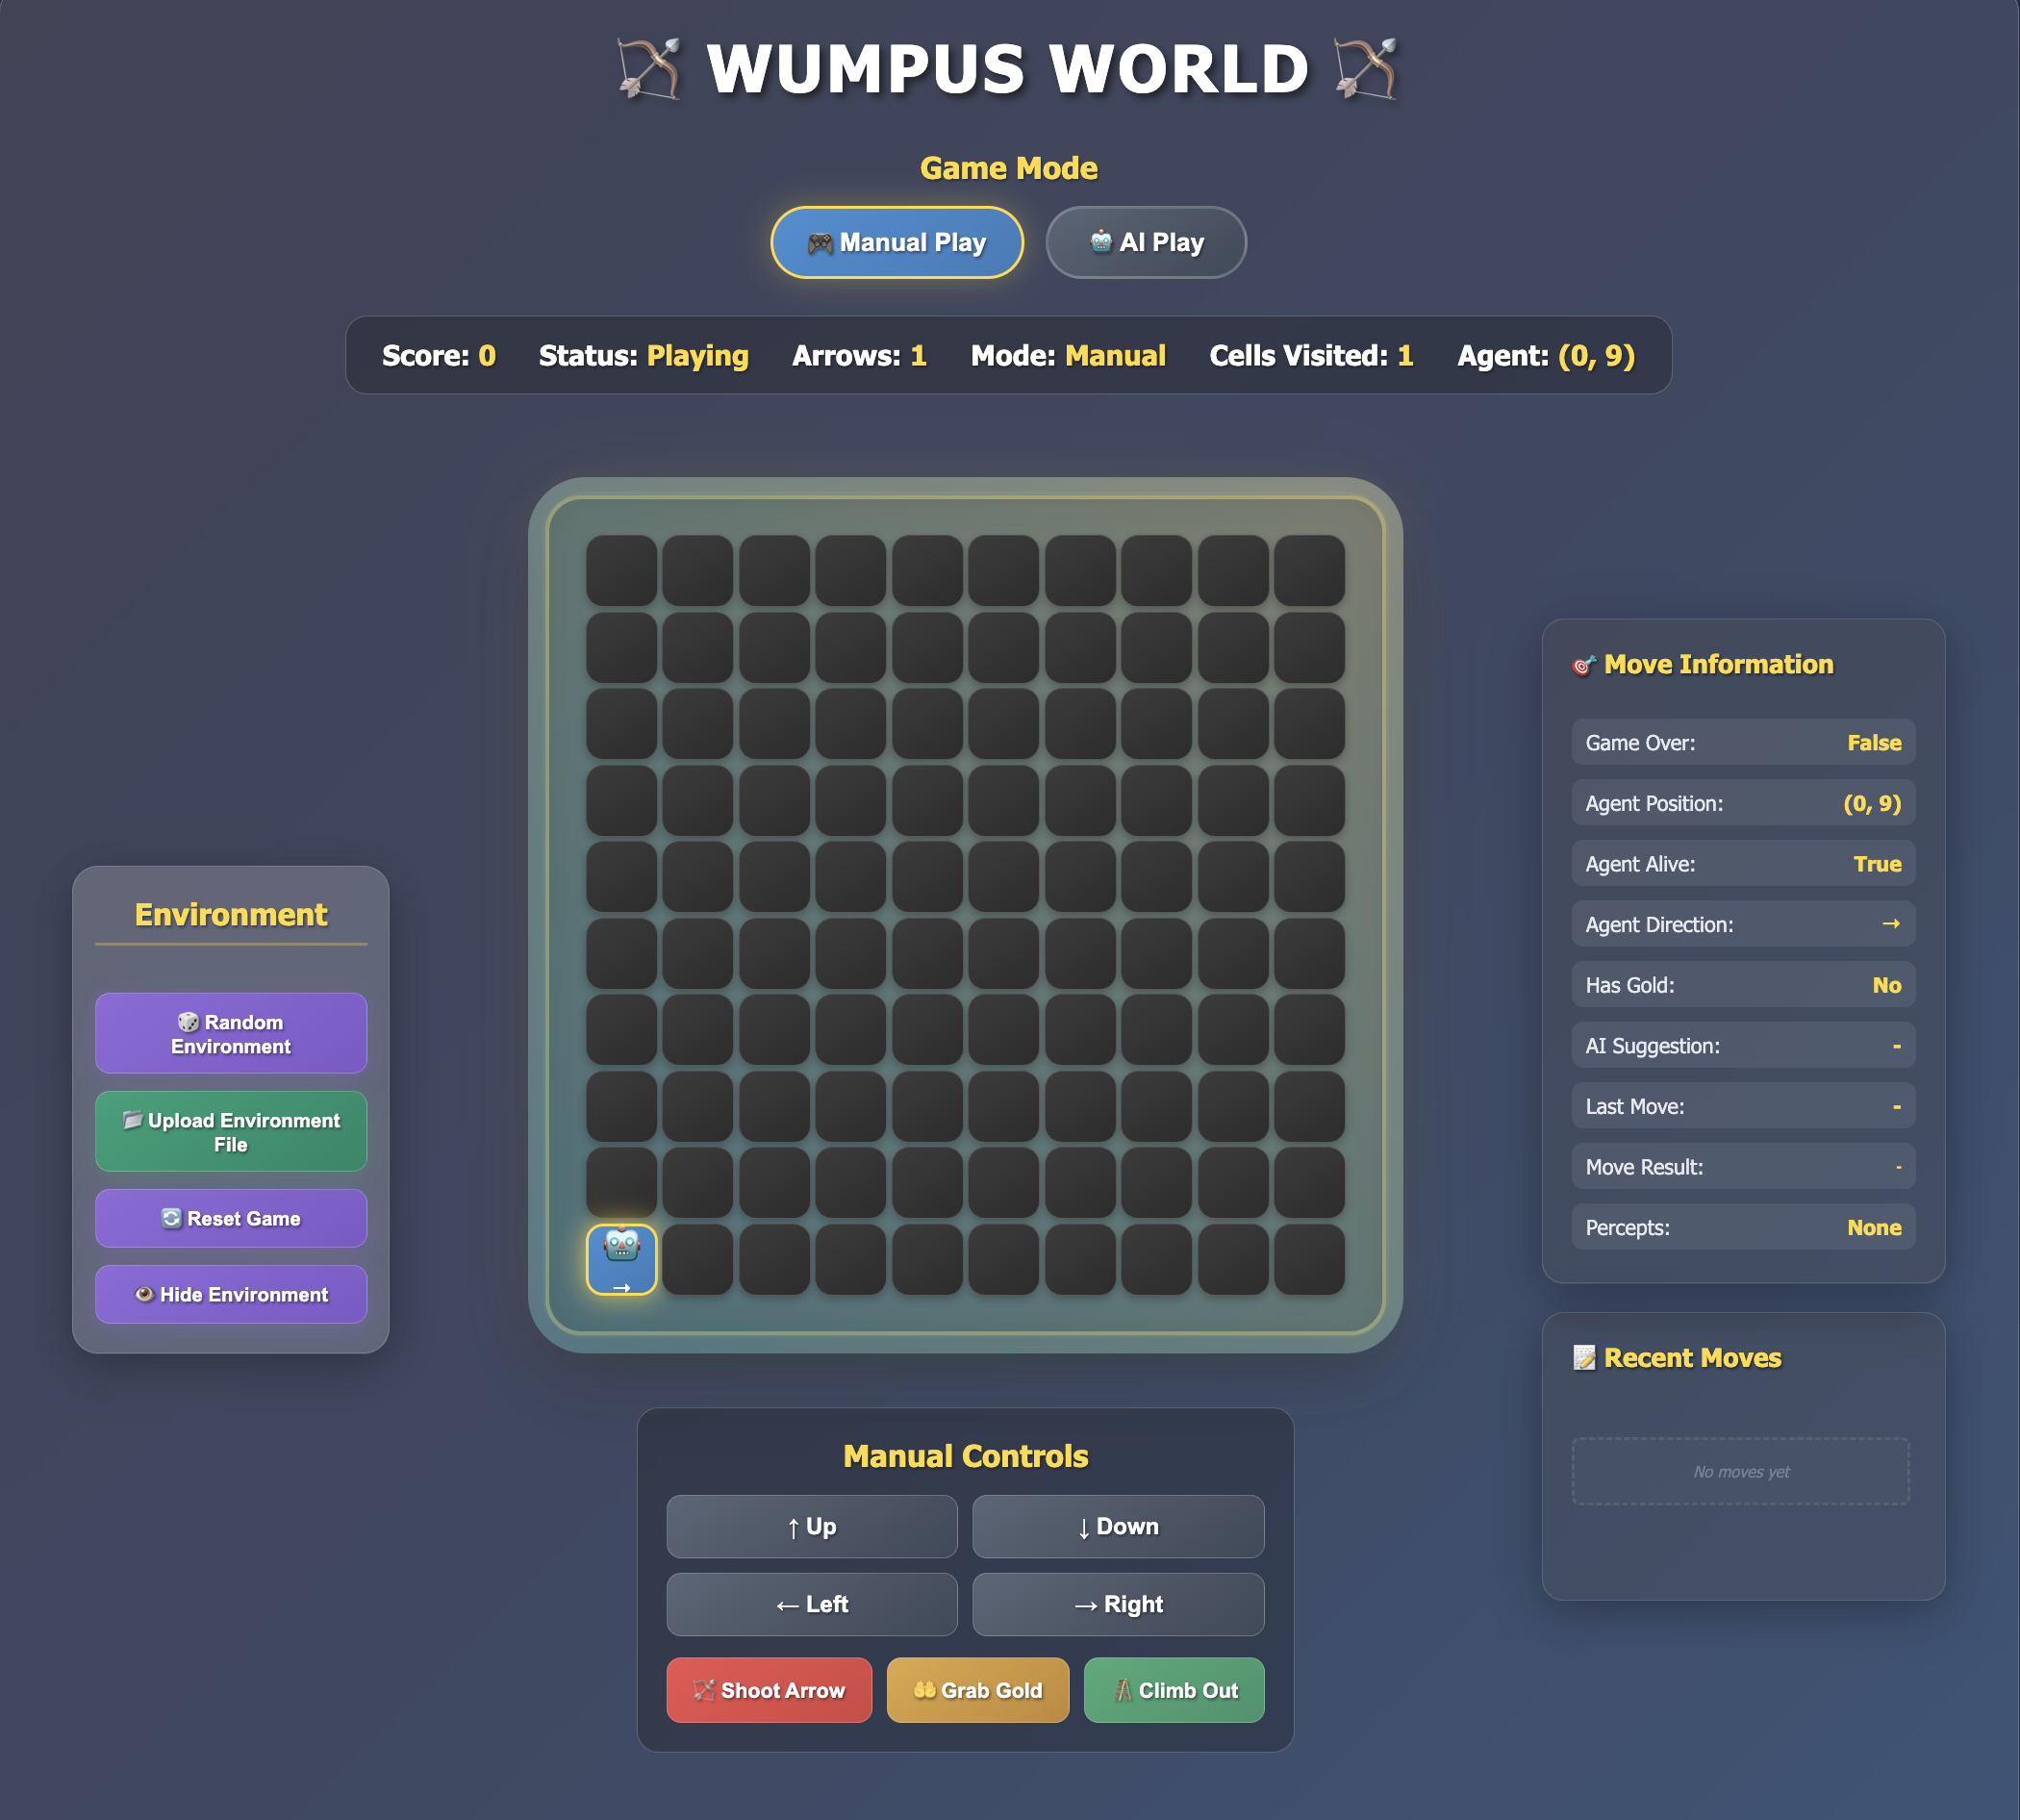 WUMPUS WORLD
Game Mode
Manual Play
AI Play
Score: 0 Status: Playing Arrows: 1 Mode: Manual Cells Visited: 1 Agent: (0, 9)
Environment
Random
Environment
Upload Environment
File
Reset Game
Hide Environment
→
Manual Controls
↑ Up
↓ Down
← Left
→ Right
Shoot Arrow
Grab Gold
Climb Out
Move Information
Game Over: False
Agent Position: (0, 9)
Agent Alive: True
Agent Direction: →
Has Gold: No
AI Suggestion: -
Last Move: -
Move Result: -
Percepts: None
Recent Moves
No moves yet